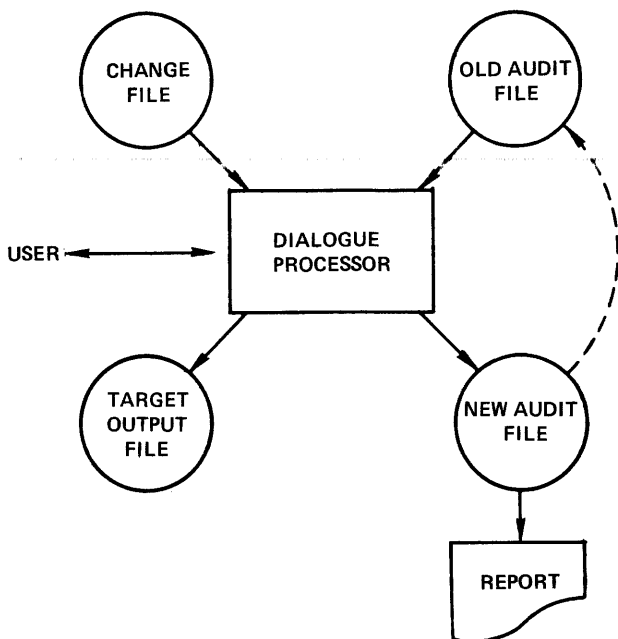 CHANGE
FILE
OLD AUDIT
FILE
USER
DIALOGUE
PROCESSOR
TARGET
OUTPUT
FILE
NEW AUDIT
FILE
REPORT